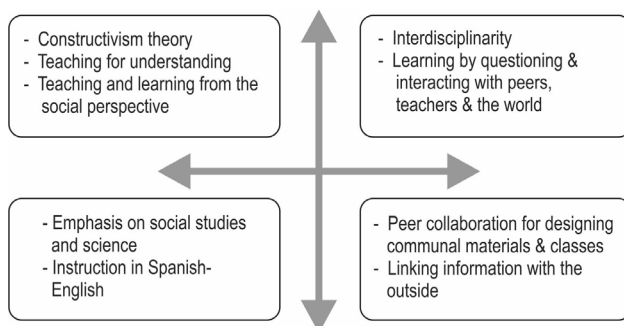 - Constructivism theory
- Teaching for understanding
- Teaching and learning from the
social perspective
- Interdisciplinarity
- Learning by questioning &
interacting with peers,
teachers & the world
- Emphasis on social studies
and science
- Instruction in Spanish-
English
- Peer collaboration for designing
communal materials & classes
- Linking information with the
outside